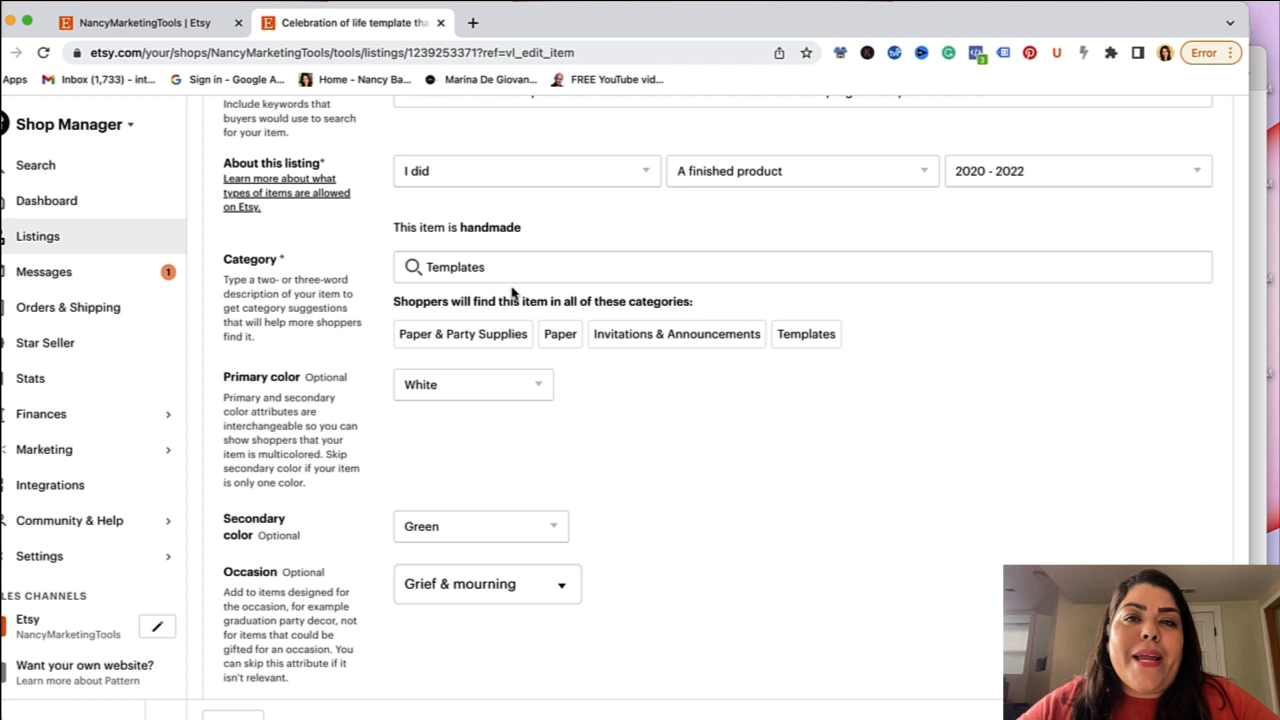 NancyMarketingTools | Etsy
Celebration of life template tha
etsy.com/your/shops/NancyMarketingTools/tools/listings/1239253371?ref=vl_edit_item
3
Error
Apps
Inbox (1,733) – int...
Sign in - Google A...
Home - Nancy Ba...
Marina De Giovan...
FREE YouTube vid...
Shop Manager
Search
Dashboard
Listings
Messages
1
Orders & Shipping
Star Seller
Stats
Finances
Marketing
Integrations
Community & Help
Settings
LES CHANNELS
Etsy
NancyMarketingTools
Want your own website?
Learn more about Pattern
Include keywords that
buyers would use to search
for your item.
About this listing*
Learn more about what
types of items are allowed
on Etsy.
I did
A finished product
2020 - 2022
This item is handmade
Category *
Type a two- or three-word
description of your item to
get category suggestions
that will help more shoppers
find it.
Templates
Shoppers will find this item in all of these categories:
Paper & Party Supplies
Paper
Invitations & Announcements
Templates
Primary color Optional
Primary and secondary
color attributes are
interchangeable so you can
show shoppers that your
item is multicolored. Skip
secondary color if your item
is only one color.
White
Secondary
color Optional
Green
Occasion Optional
Add to items designed for
the occasion, for example
graduation party decor, not
for items that could be
gifted for an occasion. You
can skip this attribute if it
isn't relevant.
Grief & mourning